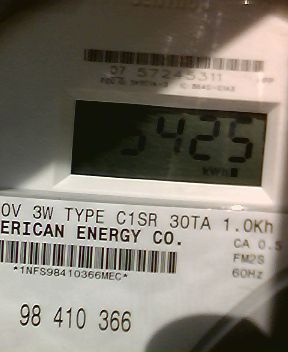 07 57245311
5425
kWh
0V 3W TYPE C1SR 30TA 1.0Kh
ERICAN ENERGY CO.
CA 0.5
FM2S
60Hz
*1NFS98410366MEC*
98 410 366